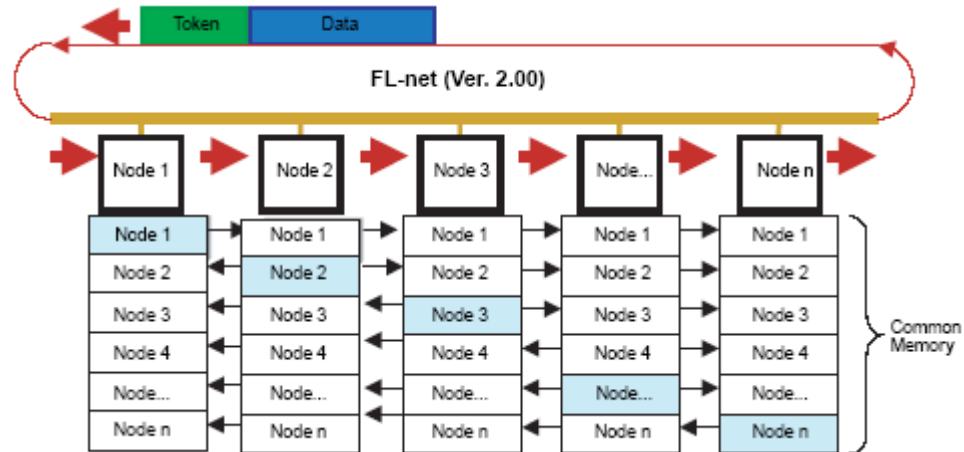 Token Data
FL-net (Ver. 2.00)
Node 1 Node 2 Node 3 Node... Node n
Node 1 Node 1 Node 1 Node 1 Node 1
Node 2 Node 2 Node 2 Node 2 Node 2
Node 3 Node 3 Node 3 Node 3 Node 3
Node 4 Node 4 Node 4 Node 4 Node 4
Node... Node... Node... Node... Node...
Node n Node n Node n Node n Node n
Common
Memory